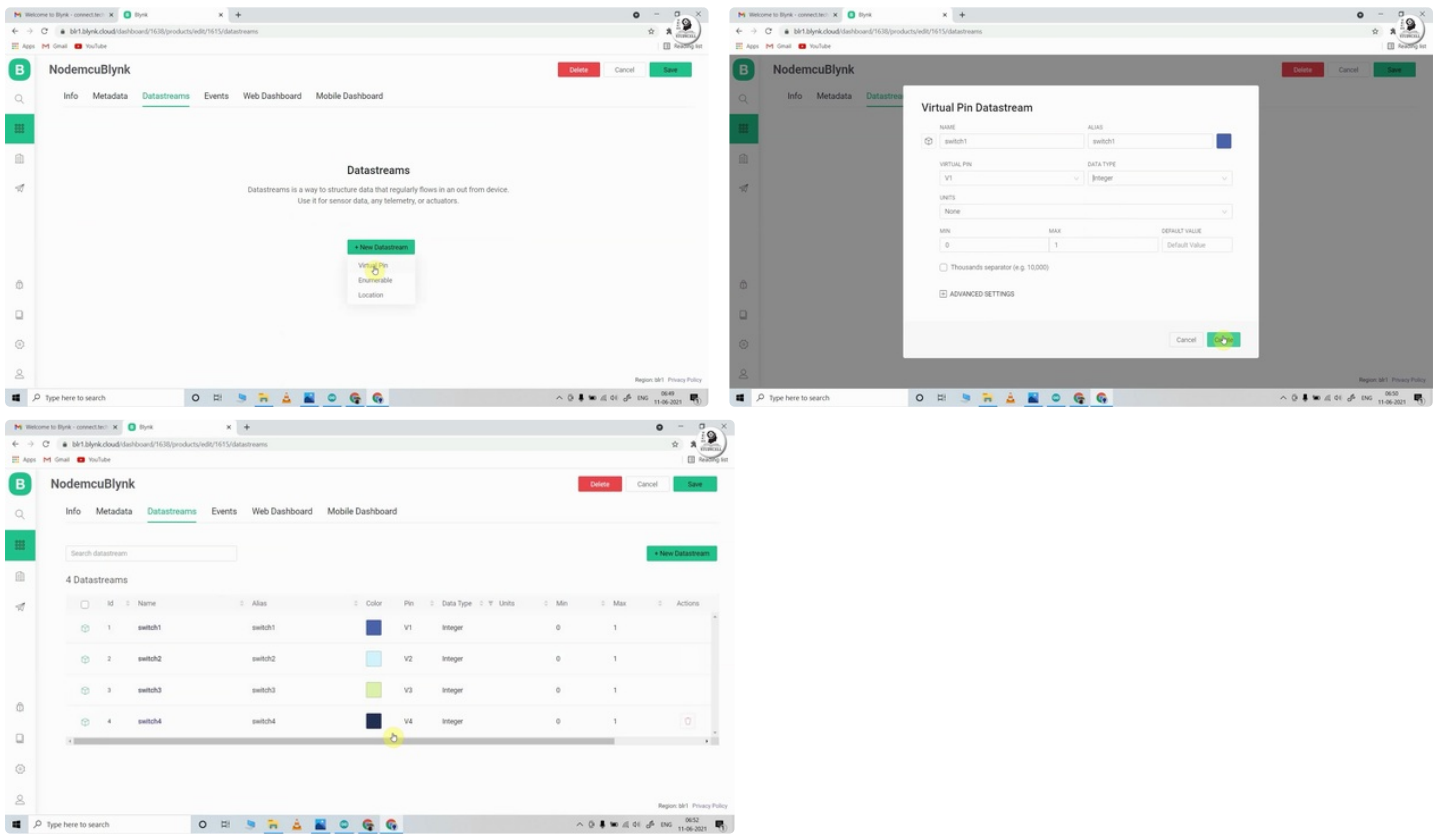 Welcome to Blynk - connect.tec
Blynk
blr1.blynk.cloud/dashboard/1638/products/edit/1615/datastreams
Apps Gmail YouTube Reading list
B NodemcuBlynk Delete Cancel Save
Info Metadata Datastreams Events Web Dashboard Mobile Dashboard
Datastreams
Datastreams is a way to structure data that regularly flows in an out from device.
Use it for sensor data, any telemetry, or actuators.
+ New Datastream
Virtual Pin
Enumerable
Location
Region: blr1 Privacy Policy
Type here to search ENG 06:49
11-06-2021
Welcome to Blynk - connect.tec
Blynk
blr1.blynk.cloud/dashboard/1638/products/edit/1615/datastreams
Apps Gmail YouTube Reading list
B NodemcuBlynk Delete Cancel Save
Info Metadata Datastrea
Virtual Pin Datastream
NAME ALIAS
switch1 switch1
VIRTUAL PIN DATA TYPE
V1 Integer
UNITS
None
MIN MAX DEFAULT VALUE
0 1 Default Value
Thousands separator (e.g. 10,000)
ADVANCED SETTINGS
Cancel
Region: blr1 Privacy Policy
Type here to search ENG 06:50
11-06-2021
Welcome to Blynk - connect.tec
Blynk
blr1.blynk.cloud/dashboard/1638/products/edit/1615/datastreams
Apps Gmail YouTube Reading list
B NodemcuBlynk Delete Cancel Save
Info Metadata Datastreams Events Web Dashboard Mobile Dashboard
Search datastream + New Datastream
4 Datastreams
Id Name Alias Color Pin Data Type Units Min Max Actions
1 switch1 switch1 V1 Integer 0 1
2 switch2 switch2 V2 Integer 0 1
3 switch3 switch3 V3 Integer 0 1
4 switch4 switch4 V4 Integer 0 1
Region: blr1 Privacy Policy
Type here to search ENG 06:52
11-06-2021